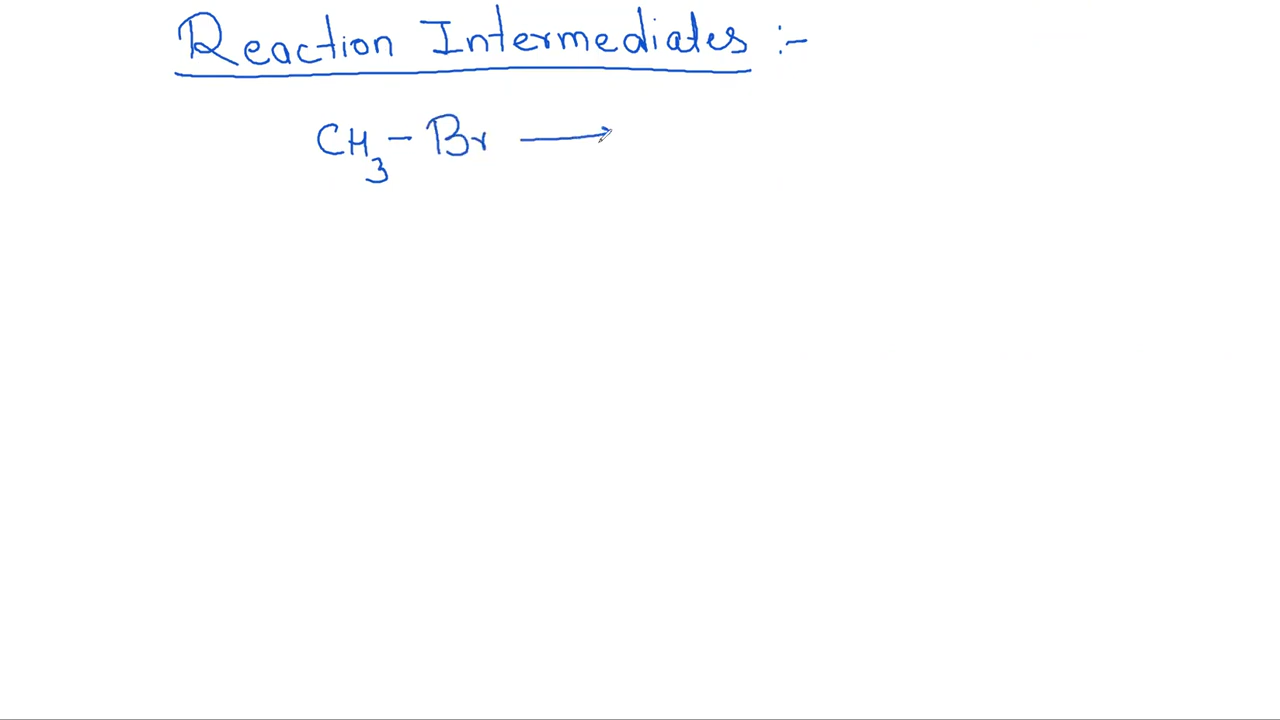 Reaction Intermediates :-
CH₃ - Br ⟶